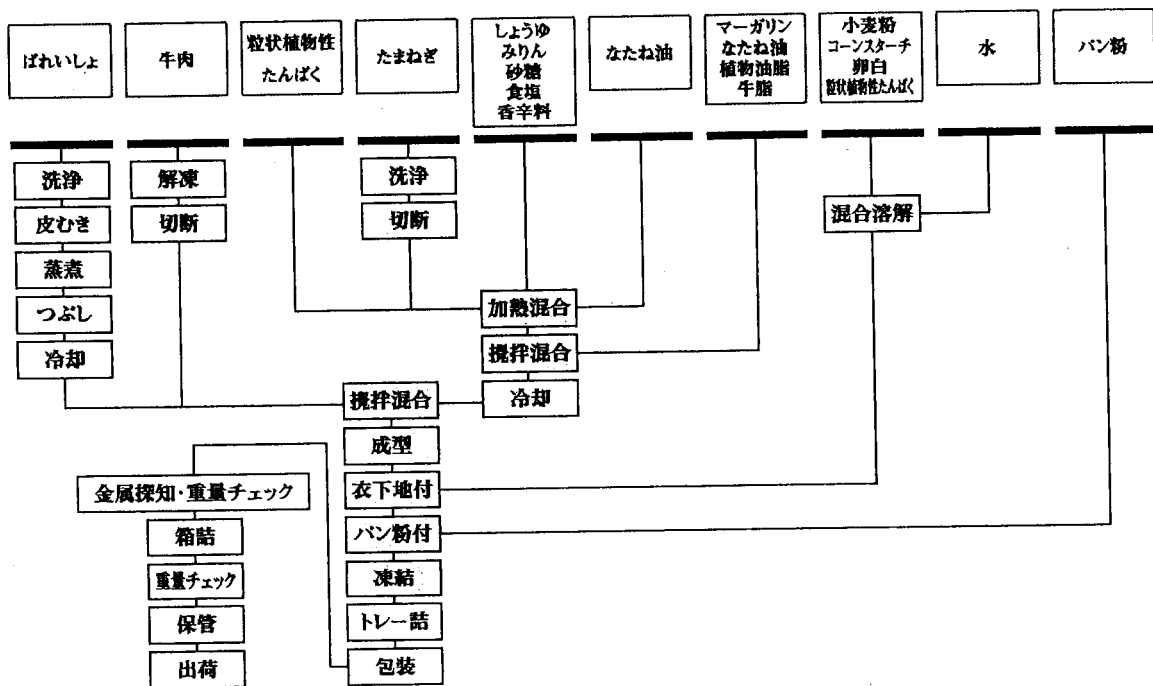 ばれいしょ
牛肉
粒状植物性
たんぱく
たまねぎ
しょうゆ
みりん
砂糖
食塩
香辛料
なたね油
マーガリン
なたね油
植物油脂
牛脂
小麦粉
コーンスターチ
卵白
粒状植物性たんぱく
水
パン粉
洗浄
皮むき
蒸煮
つぶし
冷却
解凍
切断
洗浄
切断
混合溶解
加熱混合
攪拌混合
冷却
攪拌混合
成型
衣下地付
パン粉付
凍結
トレー詰
包装
金属探知・重量チェック
箱詰
重量チェック
保管
出荷